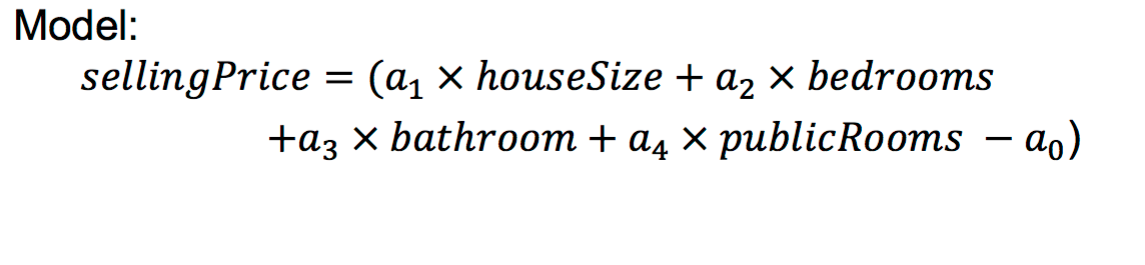 Model:
sellingPrice = (a₁ × houseSize + a₂ × bedrooms
+a₃ × bathroom + a₄ × publicRooms − a₀)